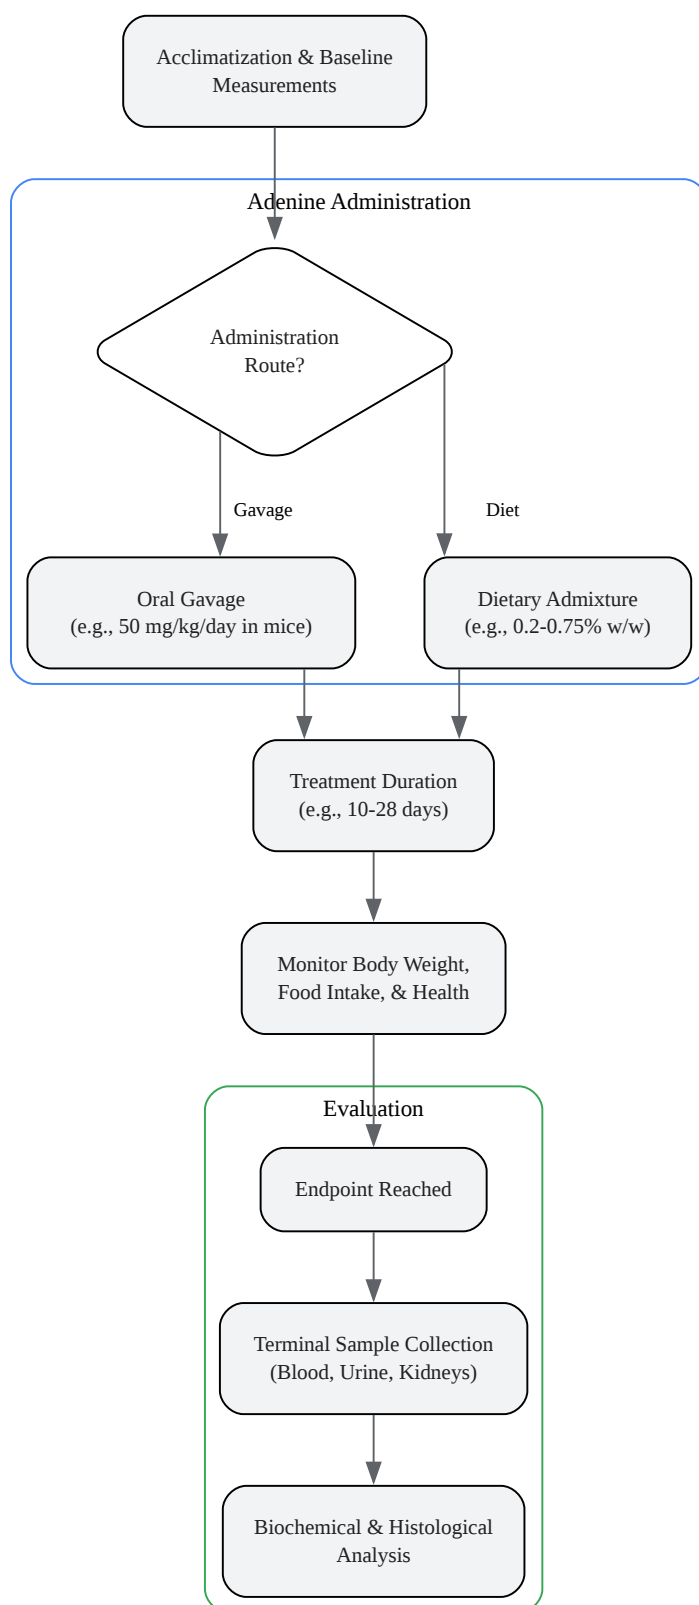 Acclimatization & Baseline
Measurements
Adenine Administration
Administration
Route?
Gavage
Diet
Oral Gavage
(e.g., 50 mg/kg/day in mice)
Dietary Admixture
(e.g., 0.2-0.75% w/w)
Treatment Duration
(e.g., 10-28 days)
Monitor Body Weight,
Food Intake, & Health
Evaluation
Endpoint Reached
Terminal Sample Collection
(Blood, Urine, Kidneys)
Biochemical & Histological
Analysis